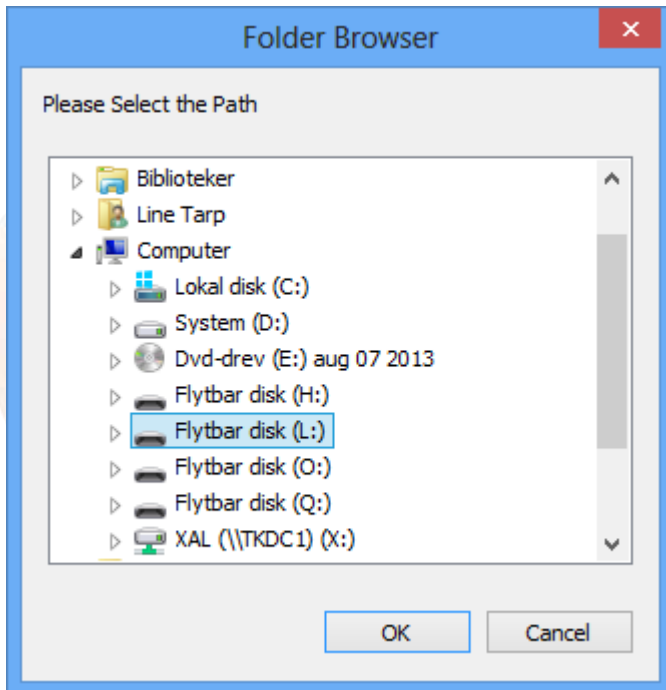 Folder Browser
Please Select the Path
Biblioteker
Line Tarp
Computer
Lokal disk (C:)
System (D:)
Dvd-drev (E:) aug 07 2013
Flytbar disk (H:)
Flytbar disk (L:)
Flytbar disk (O:)
Flytbar disk (Q:)
XAL (\\TKDC1) (X:)
OK Cancel